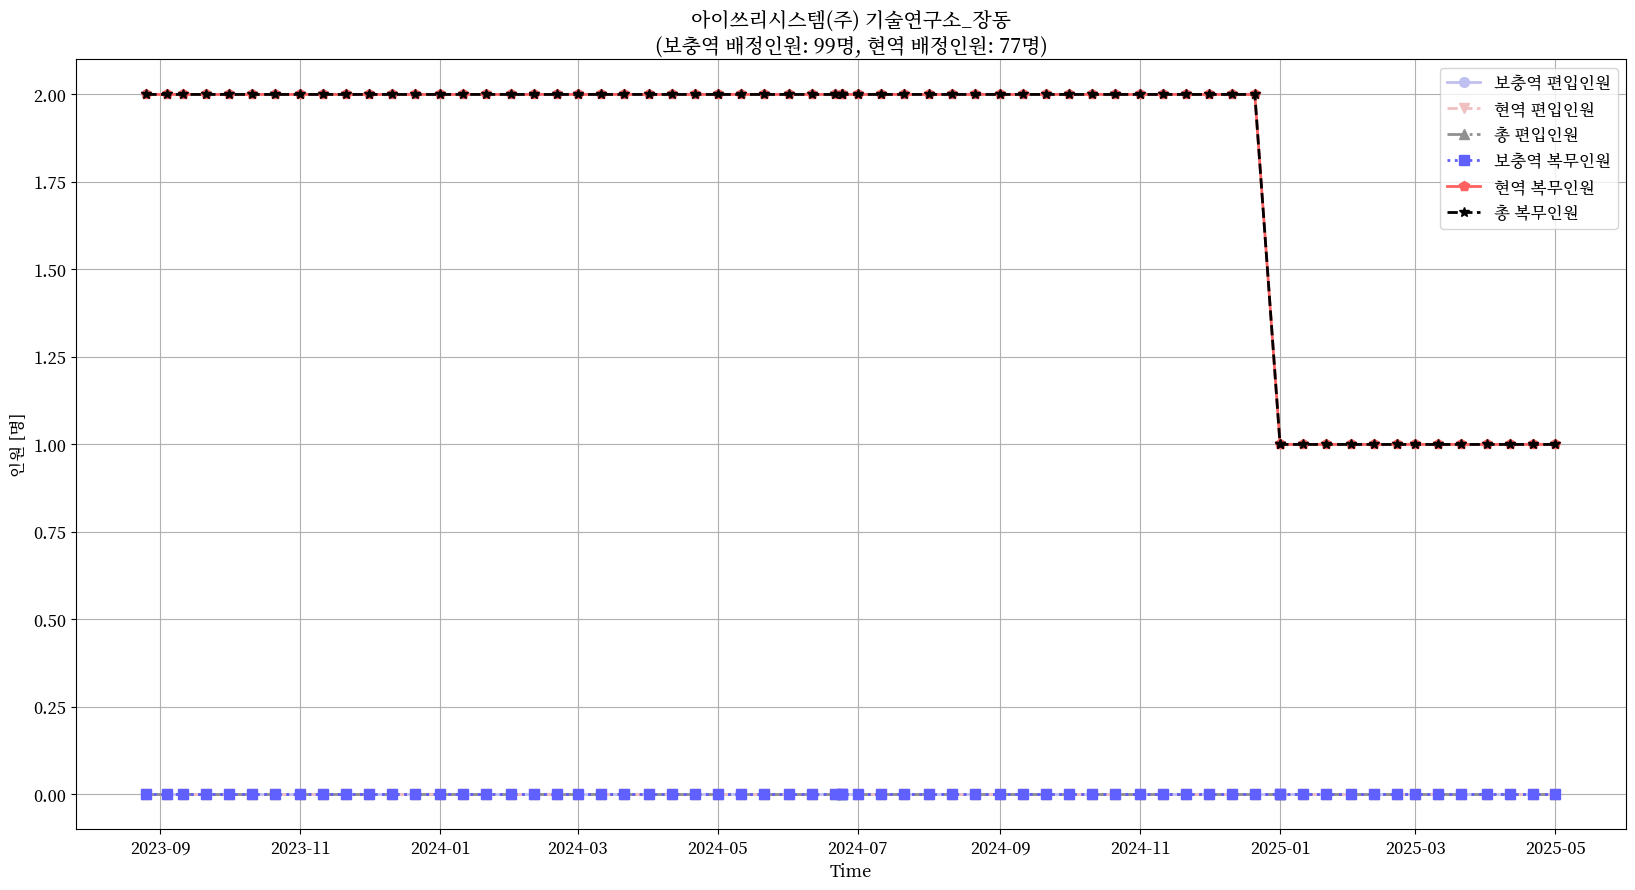 아이쓰리시스템(주) 기술연구소_장동
(보충역 배정인원: 99명, 현역 배정인원: 77명)
보충역 편입인원
현역 편입인원
총 편입인원
보충역 복무인원
현역 복무인원
총 복무인원
인원 [명]
2.00
1.75
1.50
1.25
1.00
0.75
0.50
0.25
0.00
2023-09 2023-11 2024-01 2024-03 2024-05 2024-07 2024-09 2024-11 2025-01 2025-03 2025-05
Time